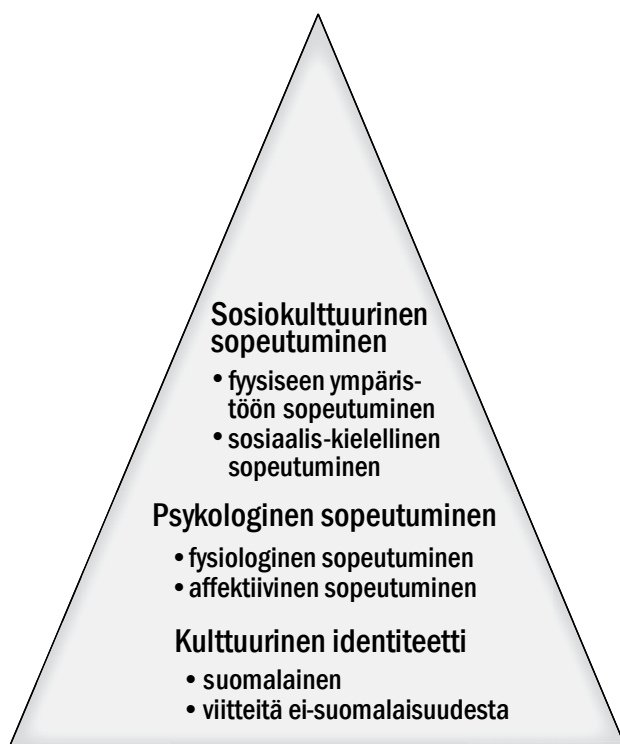 Sosiokulttuurinen
sopeutuminen
• fyysiseen ympäris-
töön sopeutuminen
• sosiaalis-kielellinen
sopeutuminen
Psykologinen sopeutuminen
• fysiologinen sopeutuminen
• affektiivinen sopeutuminen
Kulttuurinen identiteetti
• suomalainen
• viitteitä ei-suomalaisuudesta